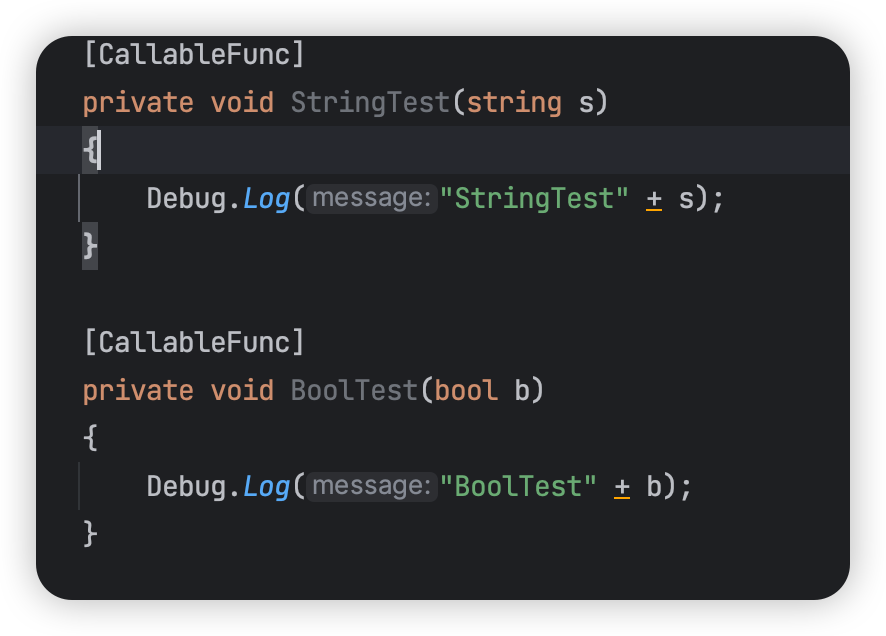 [CallableFunc]
private void StringTest(string s)
{
    Debug.Log(message:"StringTest" + s);
}

[CallableFunc]
private void BoolTest(bool b)
{
    Debug.Log(message:"BoolTest" + b);
}